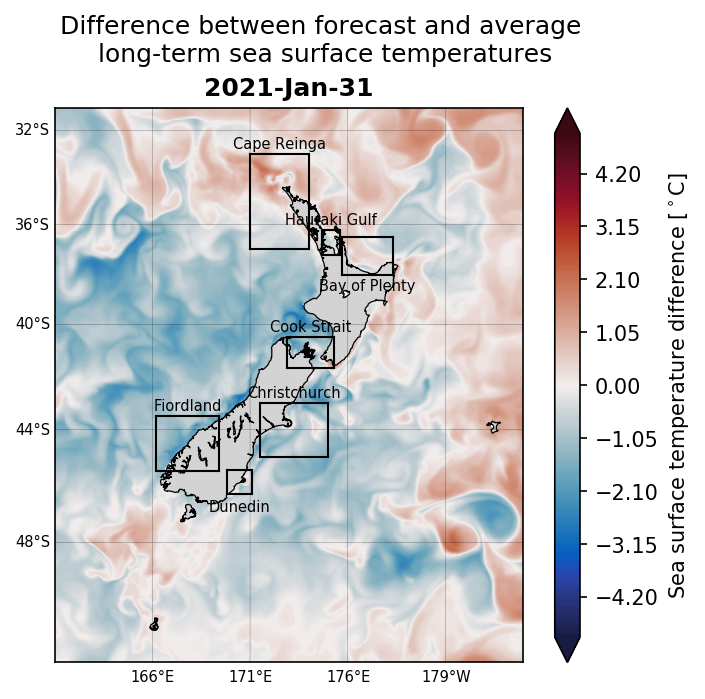 Difference between forecast and average
long-term sea surface temperatures
2021-Jan-31
32°S
36°S
40°S
44°S
48°S
166°E
171°E
176°E
179°W
Cape Reinga
Hauraki Gulf
Bay of Plenty
Cook Strait
Christchurch
Fiordland
Dunedin
4.20
3.15
2.10
1.05
0.00
−1.05
−2.10
−3.15
−4.20
Sea surface temperature difference [°C]